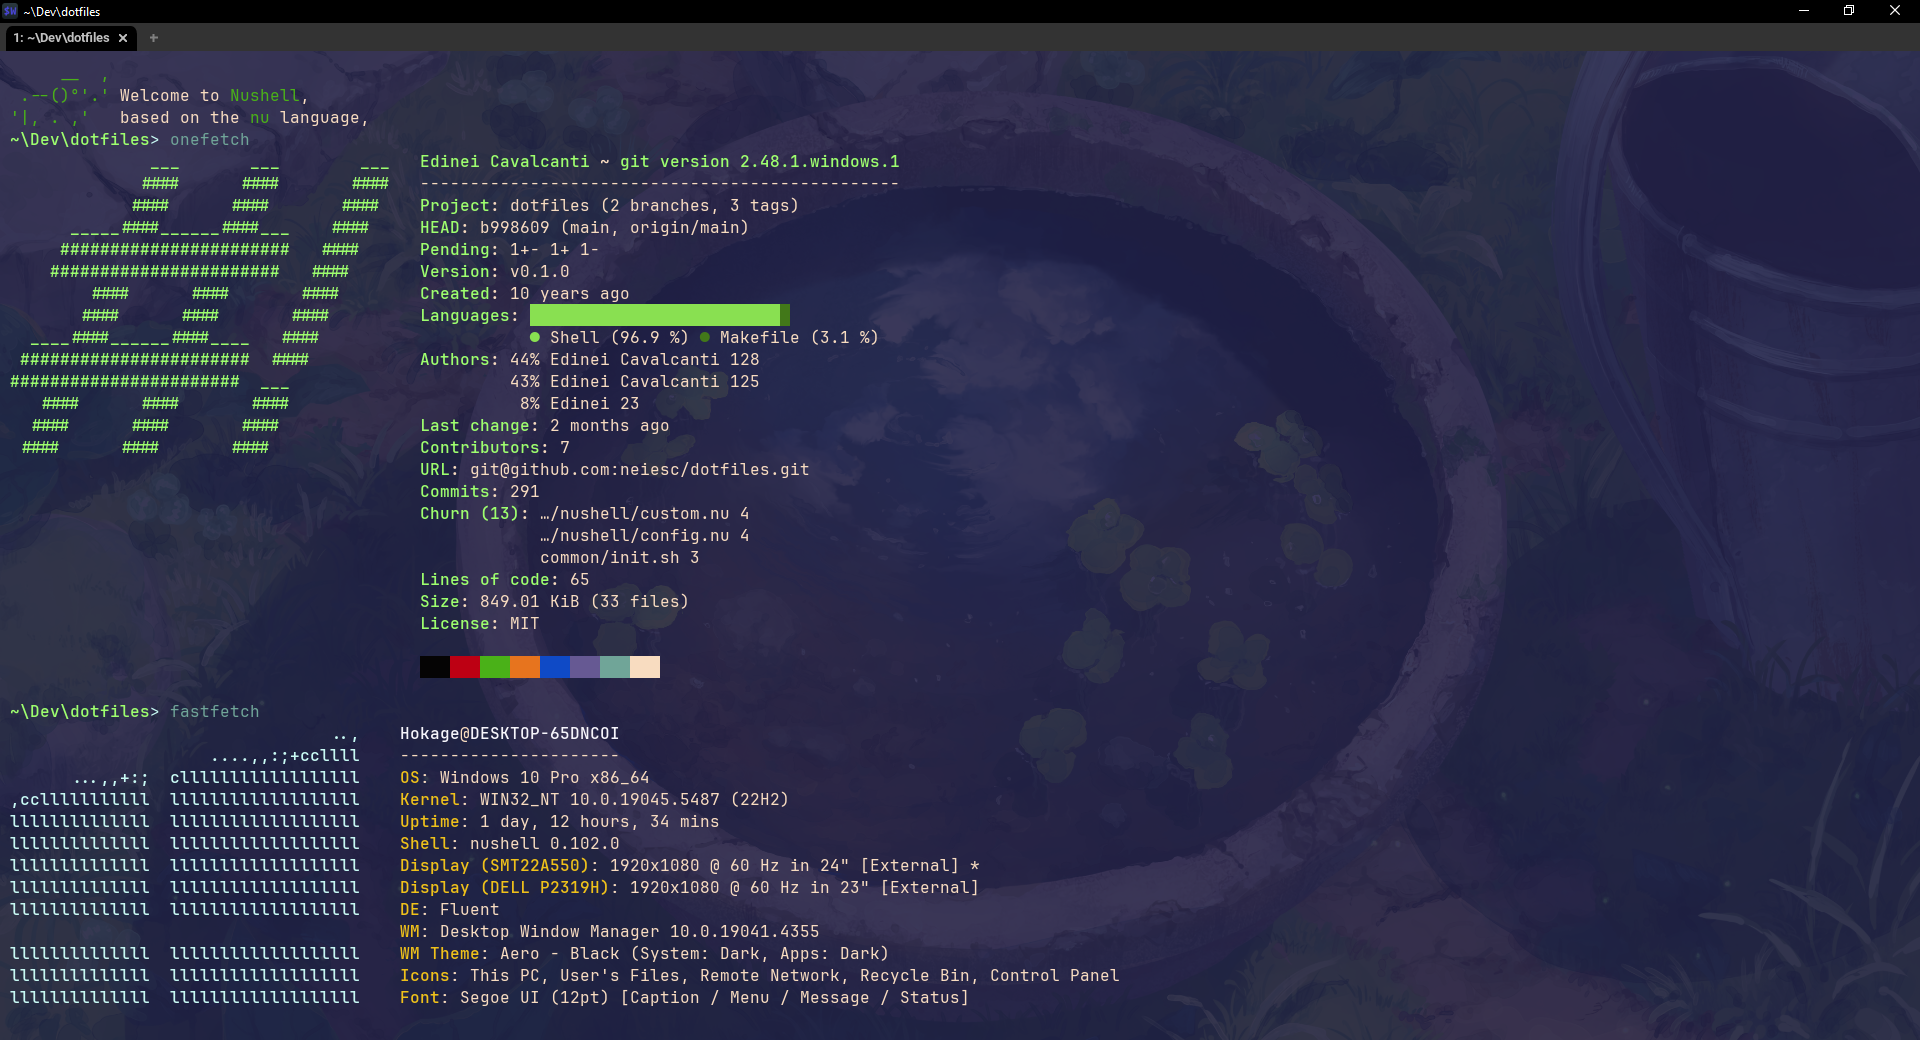 $W ~\Dev\dotfiles
1: ~\Dev\dotfiles ✕ +
     __  ,
 .--()°'.' Welcome to Nushell,
'|, . ,'   based on the nu language,
~\Dev\dotfiles> onefetch
Edinei Cavalcanti ~ git version 2.48.1.windows.1
------------------------------------------------
Project: dotfiles (2 branches, 3 tags)
HEAD: b998609 (main, origin/main)
Pending: 1+- 1+ 1-
Version: v0.1.0
Created: 10 years ago
Languages:
● Shell (96.9 %) ● Makefile (3.1 %)
Authors: 44% Edinei Cavalcanti 128
43% Edinei Cavalcanti 125
8% Edinei 23
Last change: 2 months ago
Contributors: 7
URL: git@github.com:neiesc/dotfiles.git
Commits: 291
Churn (13): …/nushell/custom.nu 4
…/nushell/config.nu 4
common/init.sh 3
Lines of code: 65
Size: 849.01 KiB (33 files)
License: MIT
~\Dev\dotfiles> fastfetch
Hokage@DESKTOP-65DNCOI
----------------------
OS: Windows 10 Pro x86_64
Kernel: WIN32_NT 10.0.19045.5487 (22H2)
Uptime: 1 day, 12 hours, 34 mins
Shell: nushell 0.102.0
Display (SMT22A550): 1920x1080 @ 60 Hz in 24" [External] *
Display (DELL P2319H): 1920x1080 @ 60 Hz in 23" [External]
DE: Fluent
WM: Desktop Window Manager 10.0.19041.4355
WM Theme: Aero - Black (System: Dark, Apps: Dark)
Icons: This PC, User's Files, Remote Network, Recycle Bin, Control Panel
Font: Segoe UI (12pt) [Caption / Menu / Message / Status]